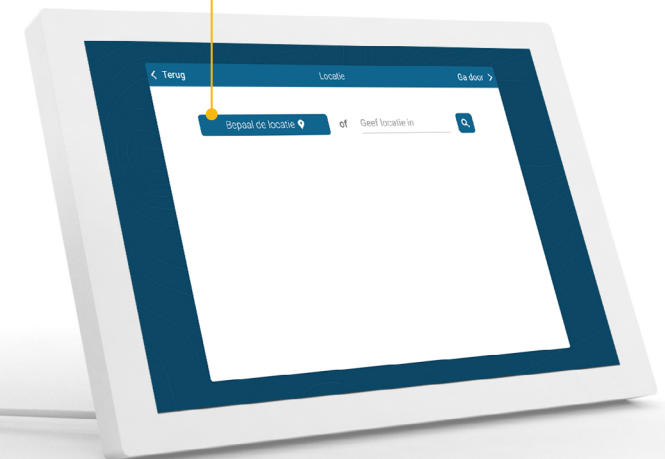 Terug Locatie Ga door
Bepaal de locatie of Geef locatie in